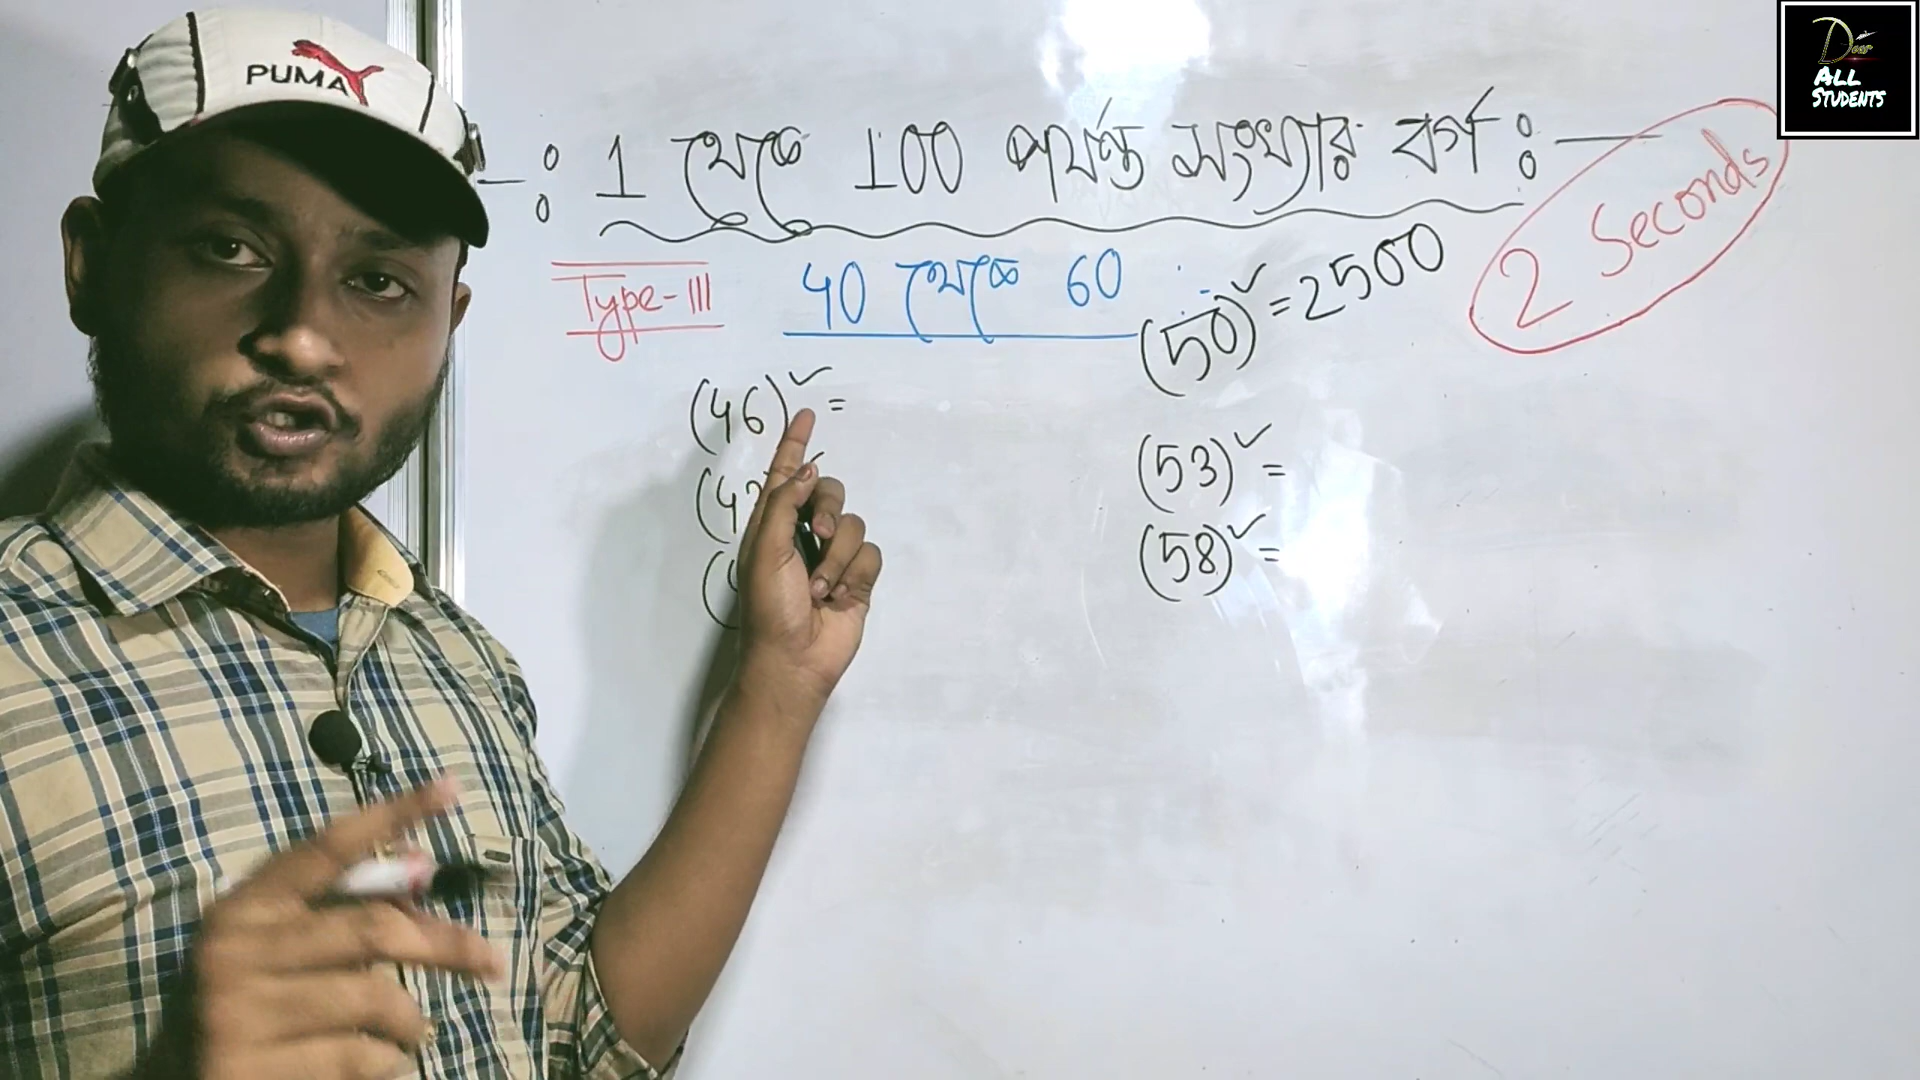 PUMA
Dear
ALL
STUDENTS
-: 1 থেকে 100 পর্যন্ত সংখ্যার বর্গ :-
2 Seconds
Type-III 40 থেকে 60
(50)² = 2500
(46)² =
(53)² =
(58)² =